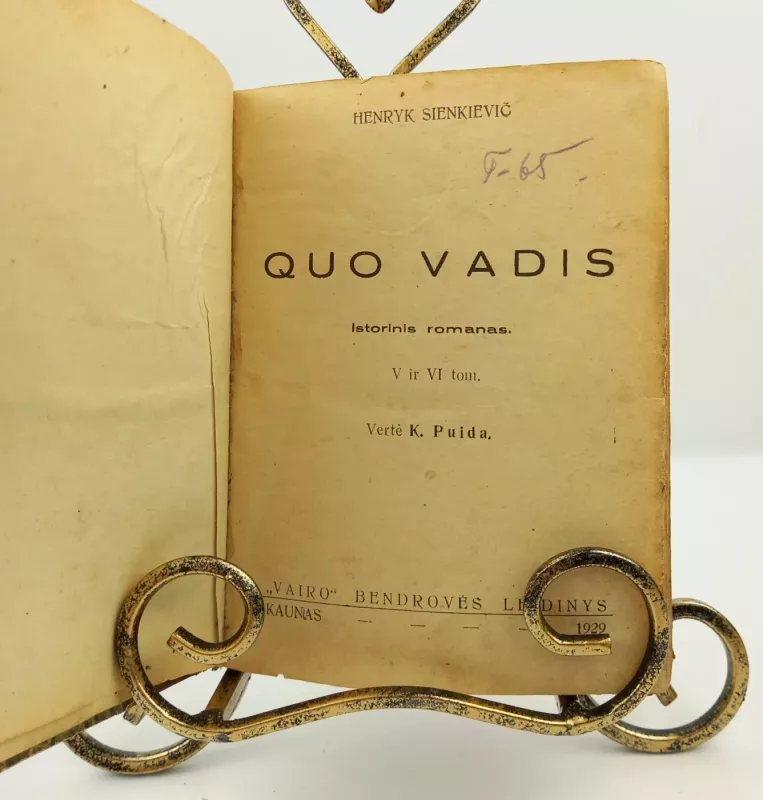 HENRYK SIENKIEVIČ
T-65.
QUO VADIS
Istorinis romanas.
V ir VI tom.
Vertė K. Puida.
„VAIRO“ BENDROVĖS LEIDINYS
KAUNAS — — — — 1929